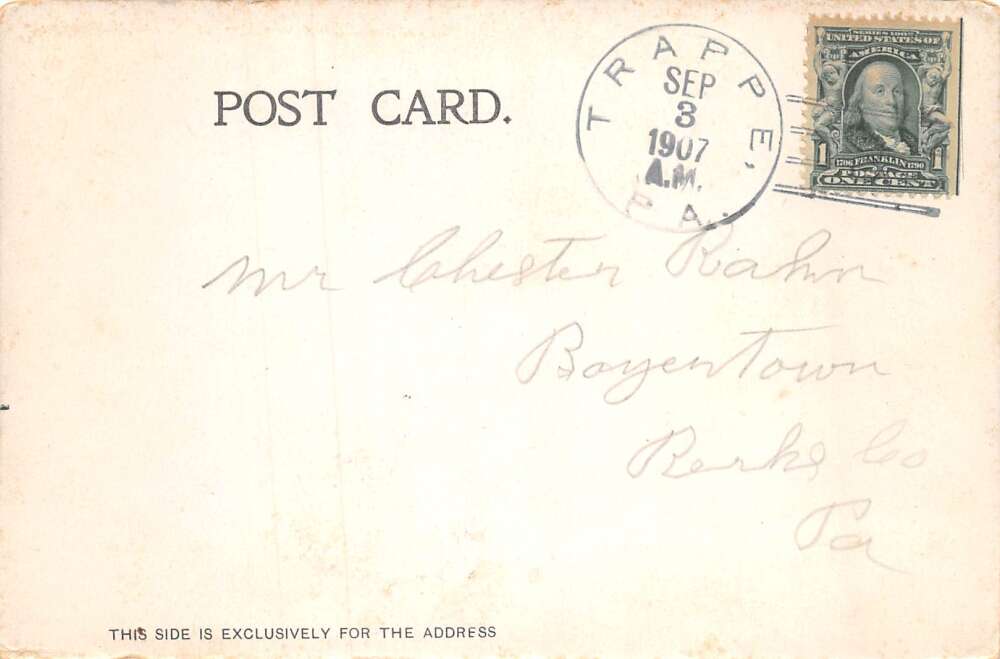 POST CARD.
TRAPPE, PA.
SEP
3
1907
A.M.
SERIES 1902
UNITED STATES OF
AMERICA
1706 FRANKLIN 1790
1 POSTAGE 1
ONE CENT
Mr Chester Rahn
Boyertown
Berks Co
Pa
THIS SIDE IS EXCLUSIVELY FOR THE ADDRESS